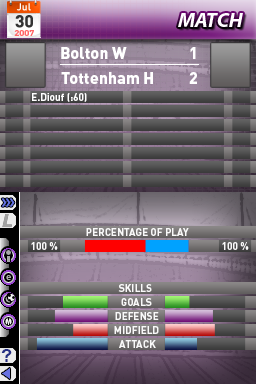 Jul
30
2007
MATCH
Bolton W 1
Tottenham H 2
E.Diouf (:60)
PERCENTAGE OF PLAY
100 % 100 %
SKILLS
GOALS
DEFENSE
MIDFIELD
ATTACK
L
e
M
?